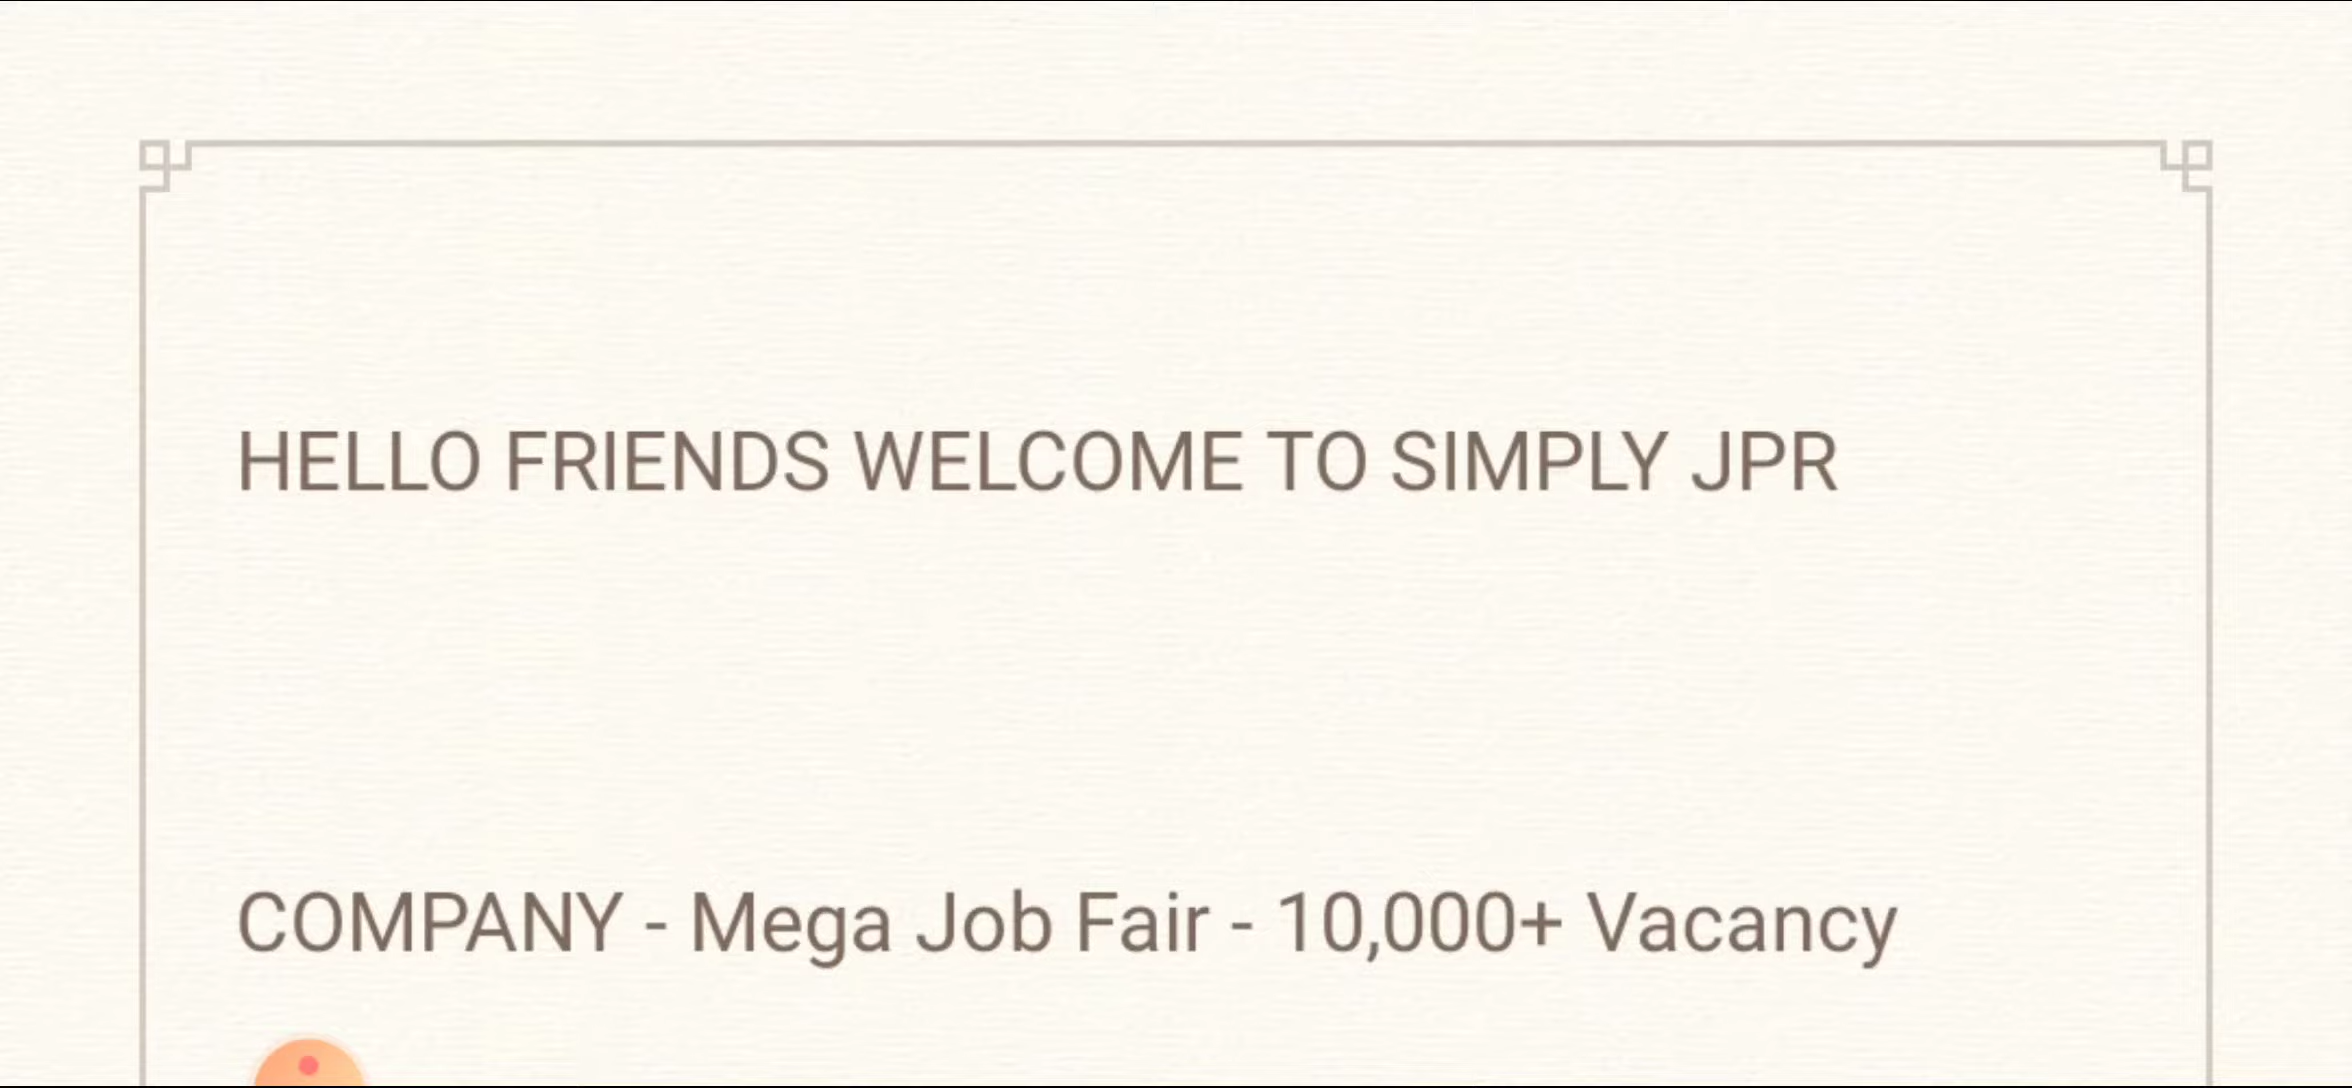 HELLO FRIENDS WELCOME TO SIMPLY JPR
COMPANY - Mega Job Fair - 10,000+ Vacancy